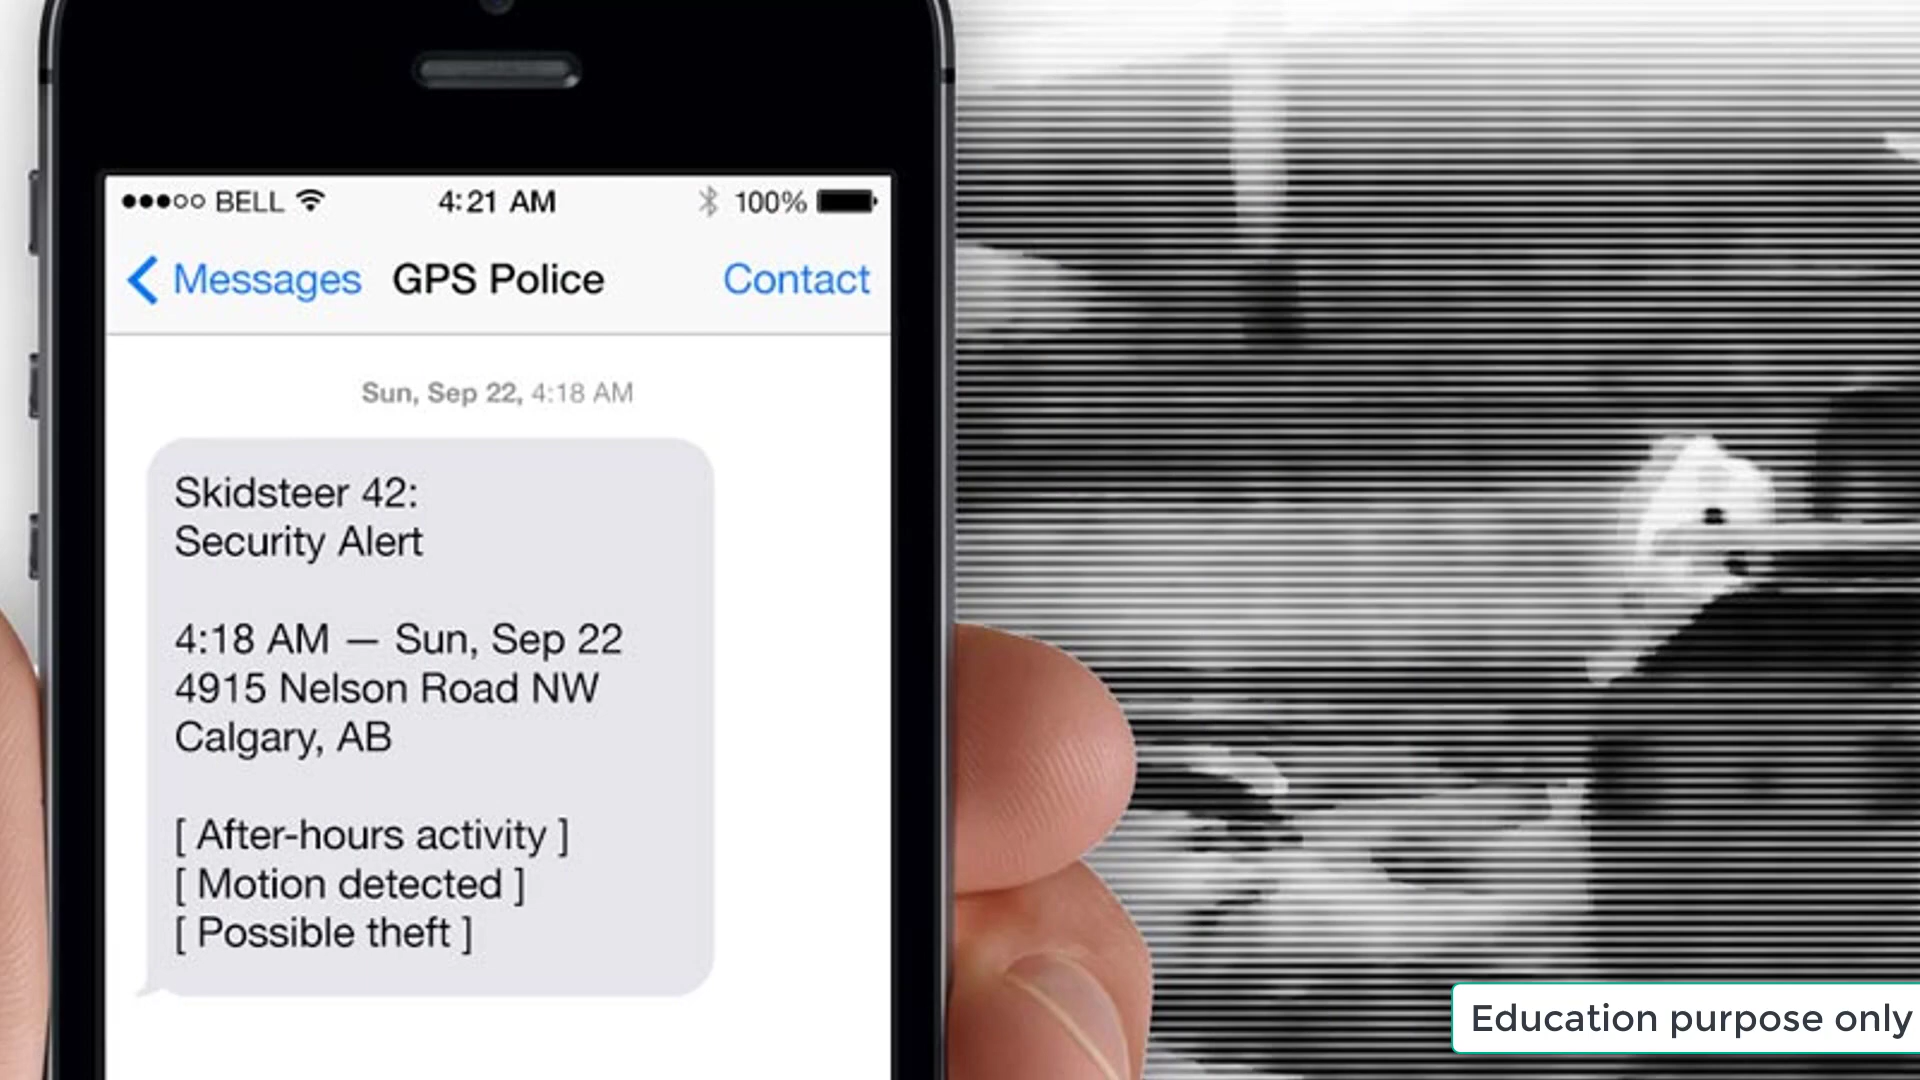 BELL 4:21 AM 100%
Messages GPS Police Contact
Sun, Sep 22, 4:18 AM
Skidsteer 42:
Security Alert
4:18 AM — Sun, Sep 22
4915 Nelson Road NW
Calgary, AB
[ After-hours activity ]
[ Motion detected ]
[ Possible theft ]
Education purpose only